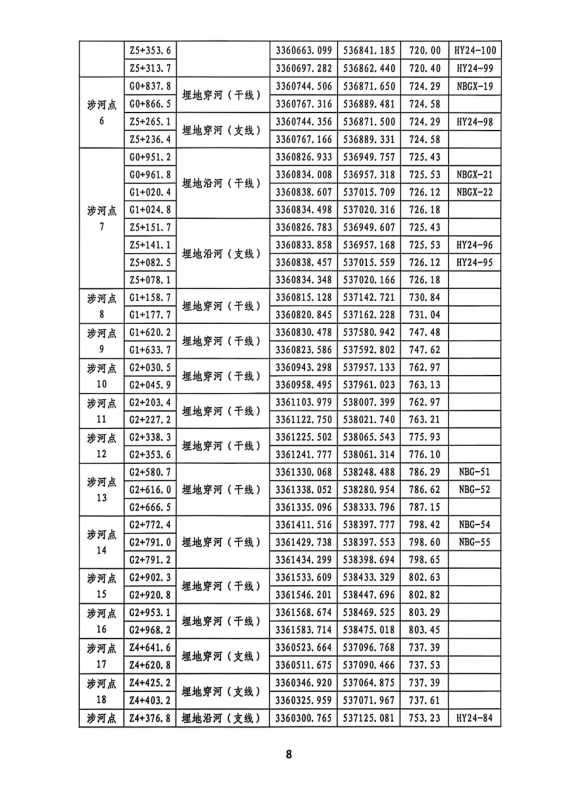 Z5+353.6 3360663.099 536841.185 720.00 HY24-100
Z5+313.7 3360697.282 536862.440 720.40 HY24-99
涉河点6 G0+837.8 埋地穿河（干线） 3360744.506 536871.650 724.29 NBGX-19
G0+866.5 3360767.316 536889.481 724.58
Z5+265.1 埋地穿河（支线） 3360744.356 536871.500 724.29 HY24-98
Z5+236.4 3360767.166 536889.331 724.58
涉河点7 G0+951.2 埋地沿河（干线） 3360826.933 536949.757 725.43
G0+961.8 3360834.008 536957.318 725.53 NBGX-21
G1+020.4 3360838.607 537015.709 726.12 NBGX-22
G1+024.8 3360834.498 537020.316 726.18
Z5+151.7 埋地沿河（支线） 3360826.783 536949.607 725.43
Z5+141.1 3360833.858 536957.168 725.53 HY24-96
Z5+082.5 3360838.457 537015.559 726.12 HY24-95
Z5+078.1 3360834.348 537020.166 726.18
涉河点8 G1+158.7 埋地穿河（干线） 3360815.128 537142.721 730.84
G1+177.7 3360820.845 537162.228 731.04
涉河点9 G1+620.2 埋地穿河（干线） 3360830.478 537580.942 747.48
G1+633.7 3360823.586 537592.802 747.62
涉河点10 G2+030.5 埋地穿河（干线） 3360943.298 537957.133 762.97
G2+045.9 3360958.495 537961.023 763.13
涉河点11 G2+203.4 埋地穿河（干线） 3361103.979 538007.399 762.97
G2+227.2 3361122.750 538021.740 763.21
涉河点12 G2+338.3 埋地穿河（干线） 3361225.502 538065.543 775.93
G2+353.6 3361241.777 538061.314 776.10
涉河点13 G2+580.7 埋地穿河（干线） 3361330.068 538248.488 786.29 NBG-51
G2+616.0 3361338.052 538280.954 786.62 NBG-52
G2+666.5 3361335.096 538333.796 787.15
涉河点14 G2+772.4 埋地穿河（干线） 3361411.516 538397.777 798.42 NBG-54
G2+791.0 3361429.738 538397.553 798.60 NBG-55
G2+791.2 3361434.299 538398.694 798.65
涉河点15 G2+902.3 埋地穿河（干线） 3361533.609 538433.329 802.63
G2+920.8 3361546.201 538447.696 802.82
涉河点16 G2+953.1 埋地穿河（干线） 3361568.674 538469.525 803.29
G2+968.2 3361583.714 538475.018 803.45
涉河点17 Z4+641.6 埋地穿河（支线） 3360523.664 537096.768 737.39
Z4+620.8 3360511.675 537090.466 737.53
涉河点18 Z4+425.2 埋地穿河（支线） 3360346.920 537064.875 737.39
Z4+403.2 3360325.959 537071.967 737.61
涉河点 Z4+376.8 埋地沿河（支线） 3360300.765 537125.081 753.23 HY24-84
8